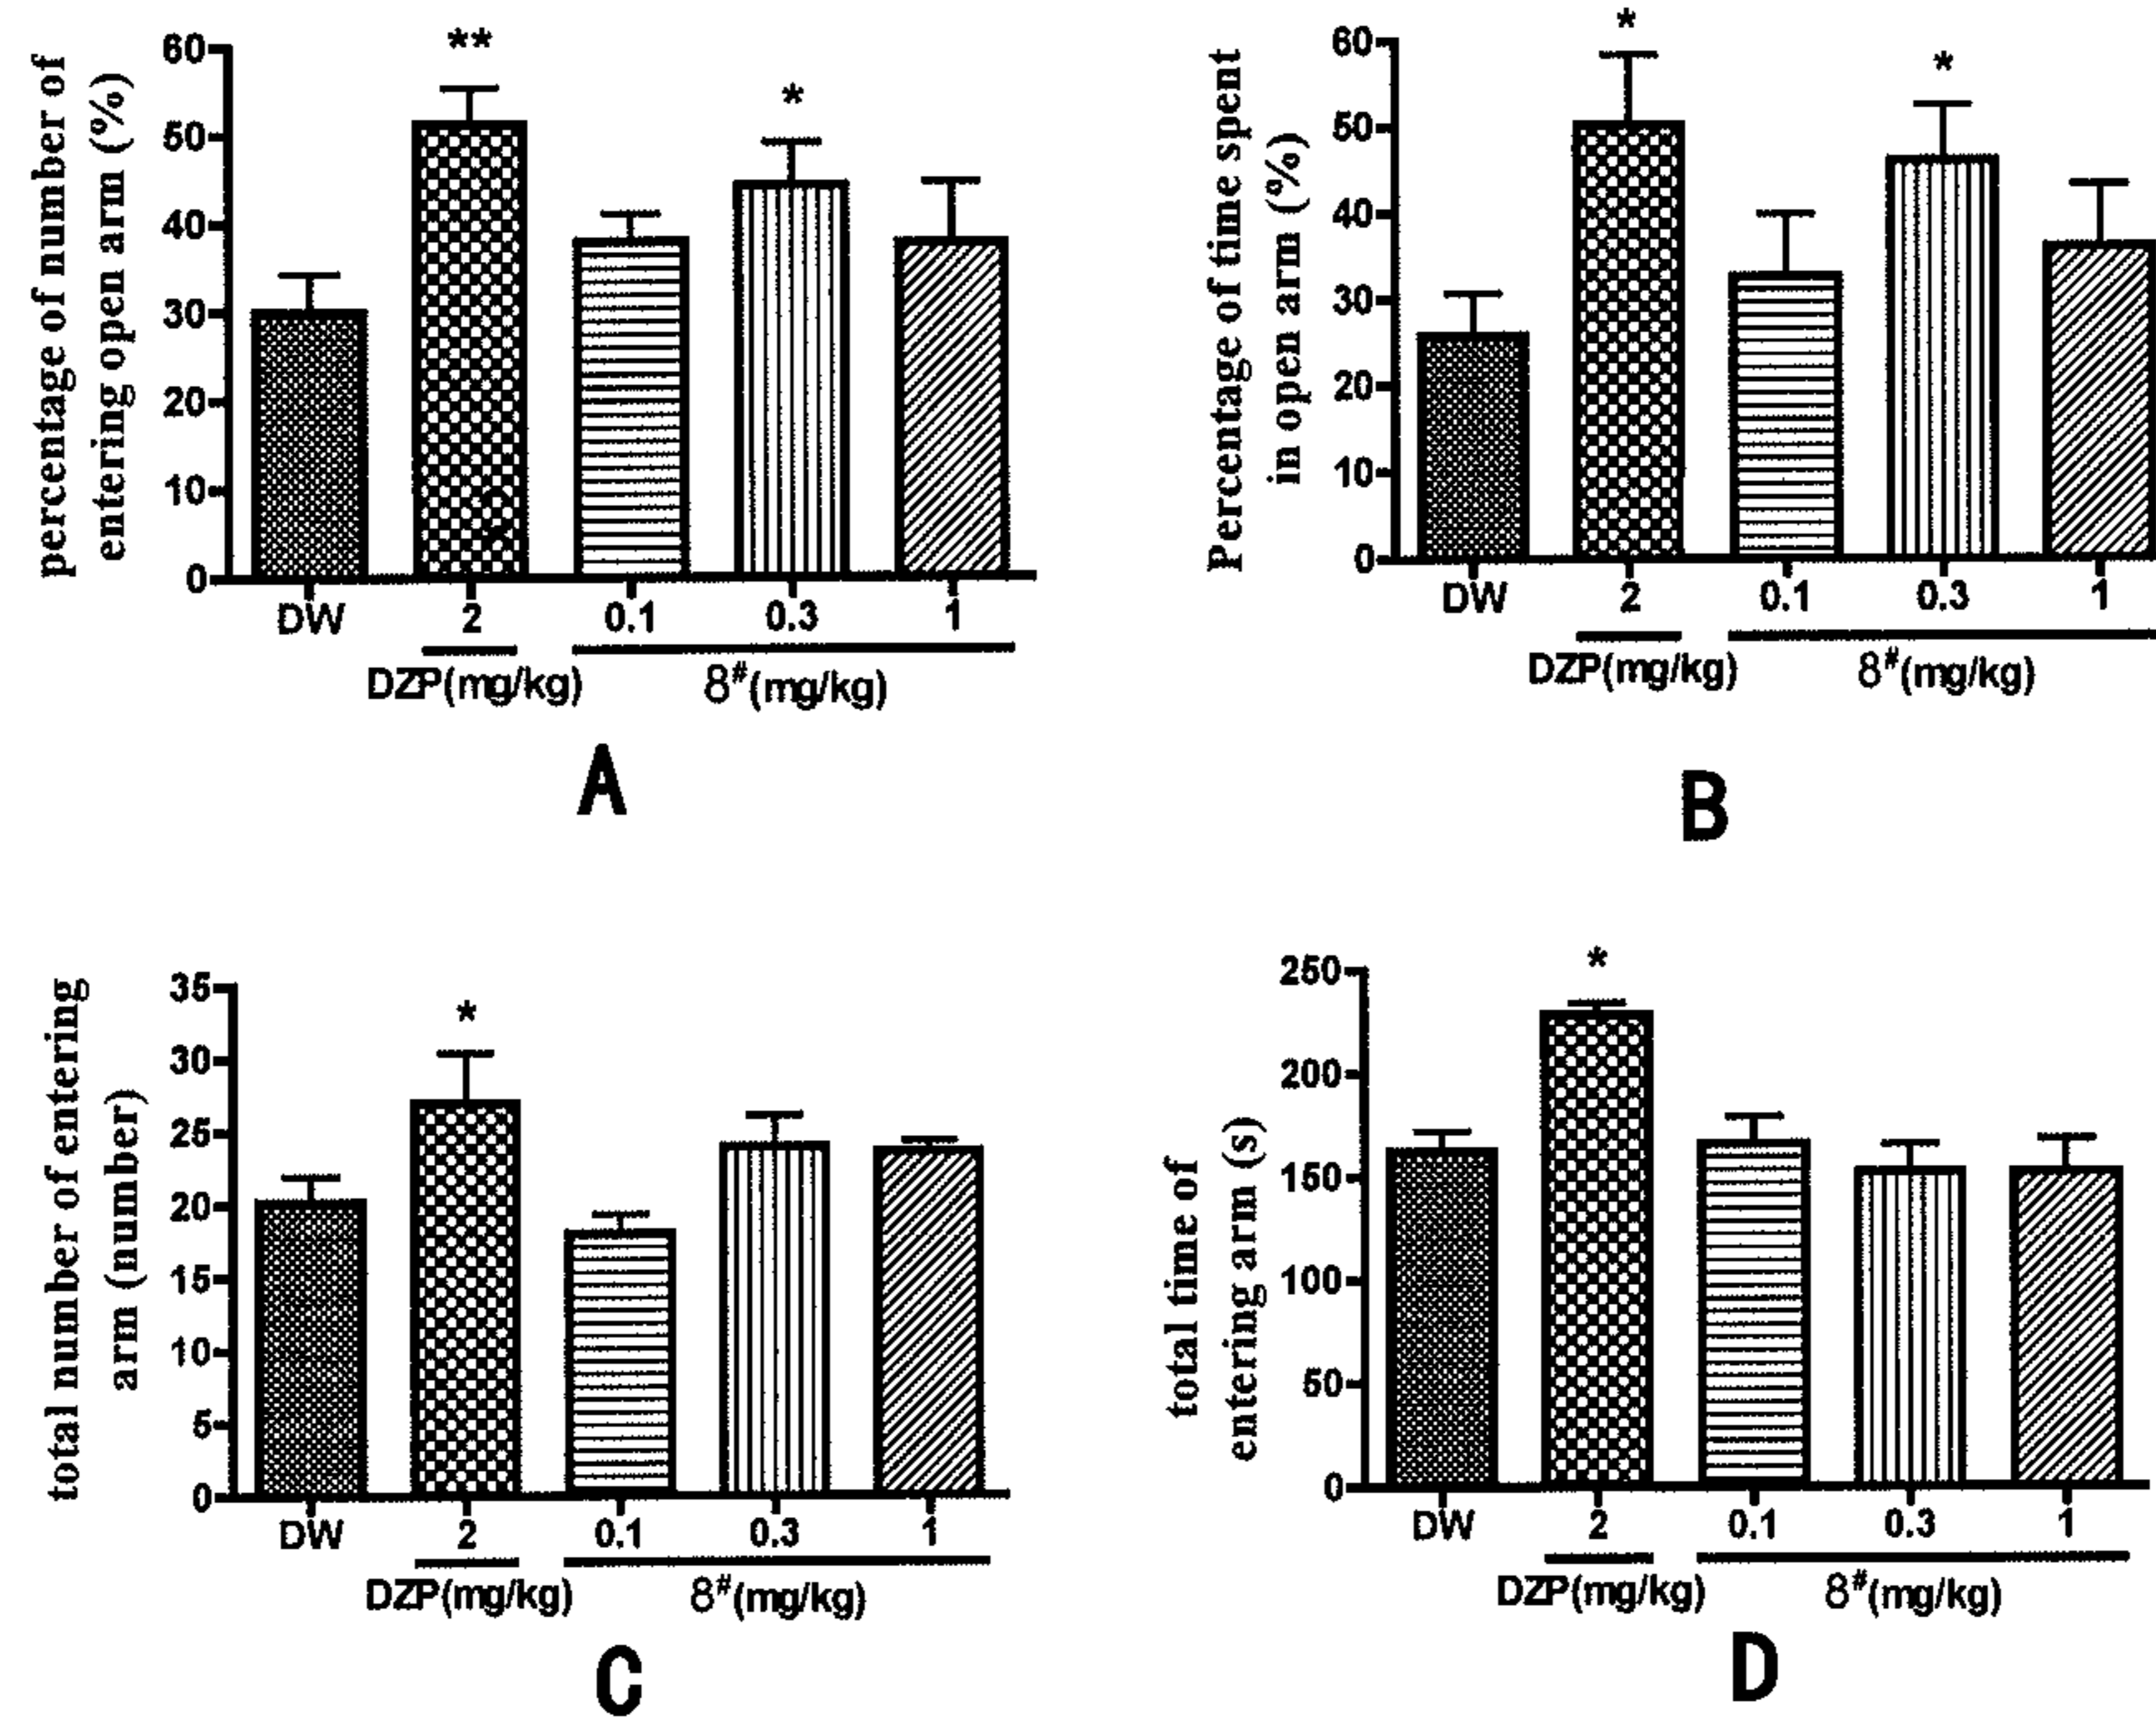 percentage of number of
entering open arm (%)
60
50
40
30
20
10
0
**
*
DW
2
0.1
0.3
1
DZP(mg/kg)
8#(mg/kg)
A
Percentage of time spent
in open arm (%)
60
50
40
30
20
10
0
*
*
DW
2
0.1
0.3
1
DZP(mg/kg)
8#(mg/kg)
B
total number of entering
arm (number)
35
30
25
20
15
10
5
0
*
DW
2
0.1
0.3
1
DZP(mg/kg)
8#(mg/kg)
C
total time of
entering arm (s)
250
200
150
100
50
0
*
DW
2
0.1
0.3
1
DZP(mg/kg)
8#(mg/kg)
D